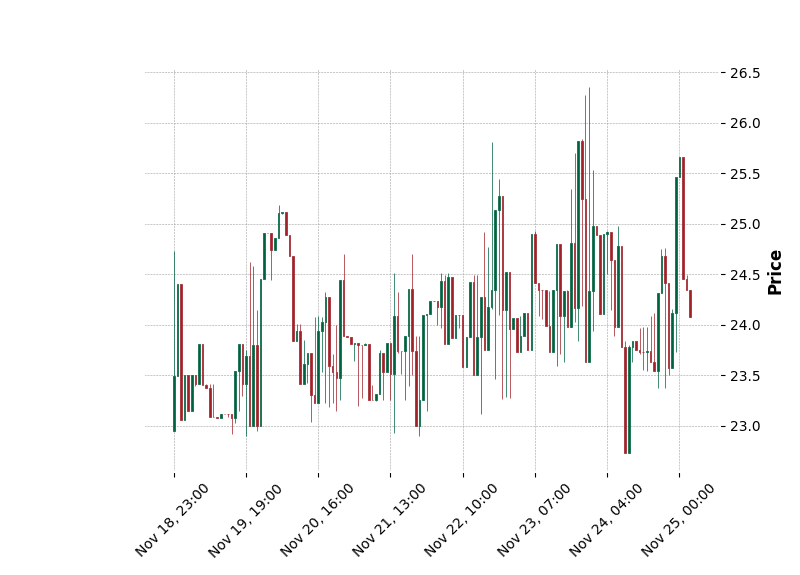 26.5
26.0
25.5
25.0
24.5
24.0
23.5
23.0
Price
Nov 18, 23:00
Nov 19, 19:00
Nov 20, 16:00
Nov 21, 13:00
Nov 22, 10:00
Nov 23, 07:00
Nov 24, 04:00
Nov 25, 00:00